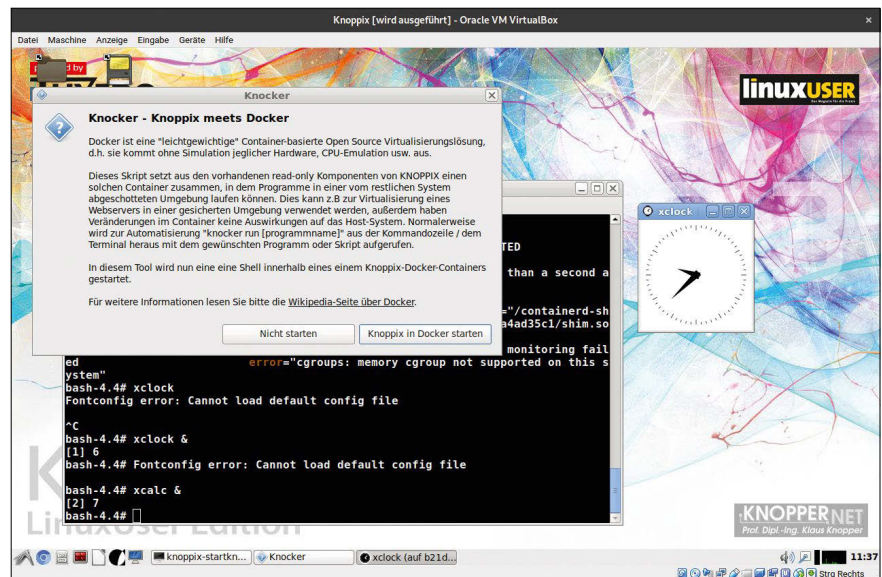 Knoppix [wird ausgeführt] - Oracle VM VirtualBox
Datei Maschine Anzeige Eingabe Geräte Hilfe
by
linuxUSER
Knocker
Knocker - Knoppix meets Docker
Docker ist eine "leichtgewichtige" Container-basierte Open Source Virtualisierungslösung,
d.h. sie kommt ohne Simulation jeglicher Hardware, CPU-Emulation usw. aus.
Dieses Skript setzt aus den vorhandenen read-only Komponenten von KNOPPIX einen
solchen Container zusammen, in dem Programme in einer vom restlichen System
abgeschotteten Umgebung laufen können. Dies kann z.B zur Virtualisierung eines
Webservers in einer gesicherten Umgebung verwendet werden, außerdem haben
Veränderungen im Container keine Auswirkungen auf das Host-System. Normalerweise
wird zur Automatisierung "knocker run [programmname]" aus der Kommandozeile / dem
Terminal heraus mit dem gewünschten Programm oder Skript aufgerufen.
In diesem Tool wird nun eine eine Shell innerhalb eines einem Knoppix-Docker-Containers
gestartet.
Für weitere Informationen lesen Sie bitte die Wikipedia-Seite über Docker.
Nicht starten
Knoppix in Docker starten
xclock
TED
than a second a
="/containerd-sh
a4ad35c1/shim.so
monitoring fail
ed error="cgroups: memory cgroup not supported on this s
ystem"
bash-4.4# xclock
Fontconfig error: Cannot load default config file
^C
bash-4.4# xclock &
[1] 6
bash-4.4# Fontconfig error: Cannot load default config file
bash-4.4# xcalc &
[2] 7
bash-4.4#
LinuxUser Edition
KNOPPER.NET
Prof. Dipl.-Ing. Klaus Knopper
knoppix-startkn...
Knocker
xclock (auf b21d...
11:37
Strg Rechts